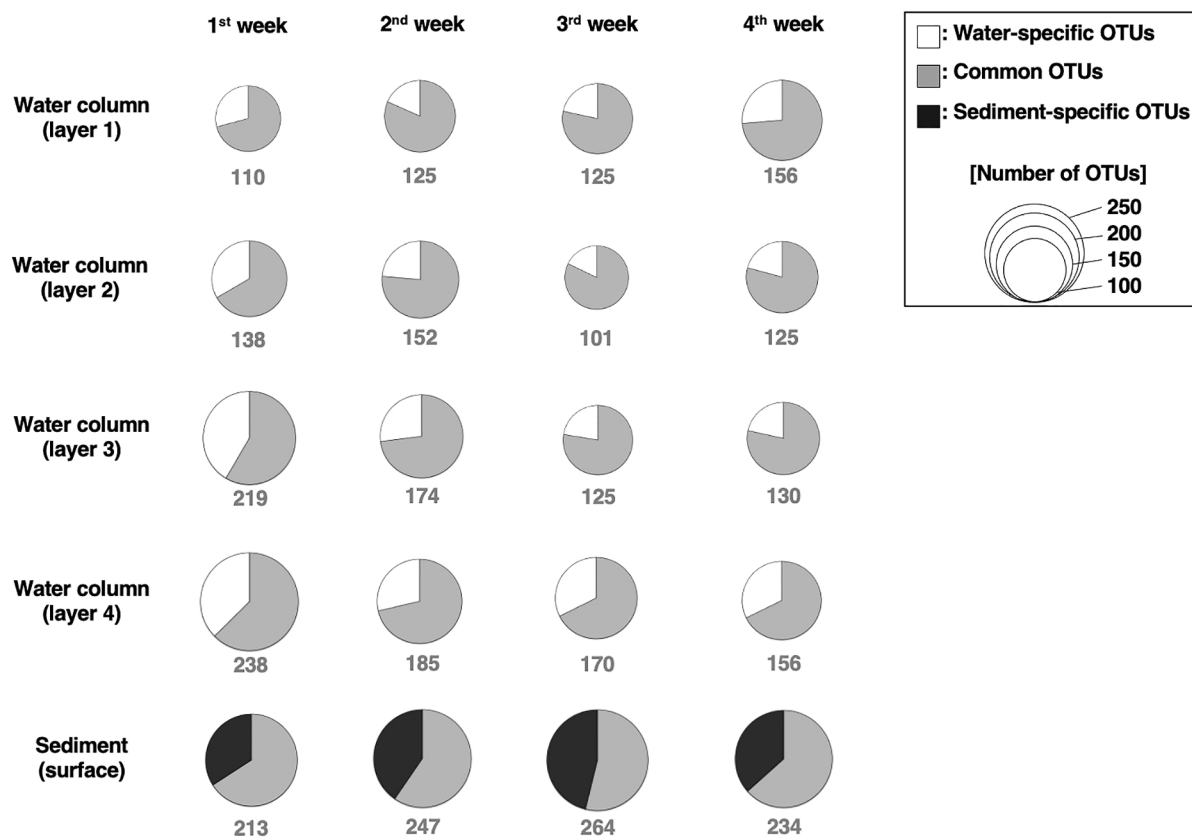 1st week 2nd week 3rd week 4th week
Water column
(layer 1)
110 125 125 156
Water column
(layer 2)
138 152 101 125
Water column
(layer 3)
219 174 125 130
Water column
(layer 4)
238 185 170 156
Sediment
(surface)
213 247 264 234
: Water-specific OTUs
: Common OTUs
: Sediment-specific OTUs
[Number of OTUs]
250
200
150
100